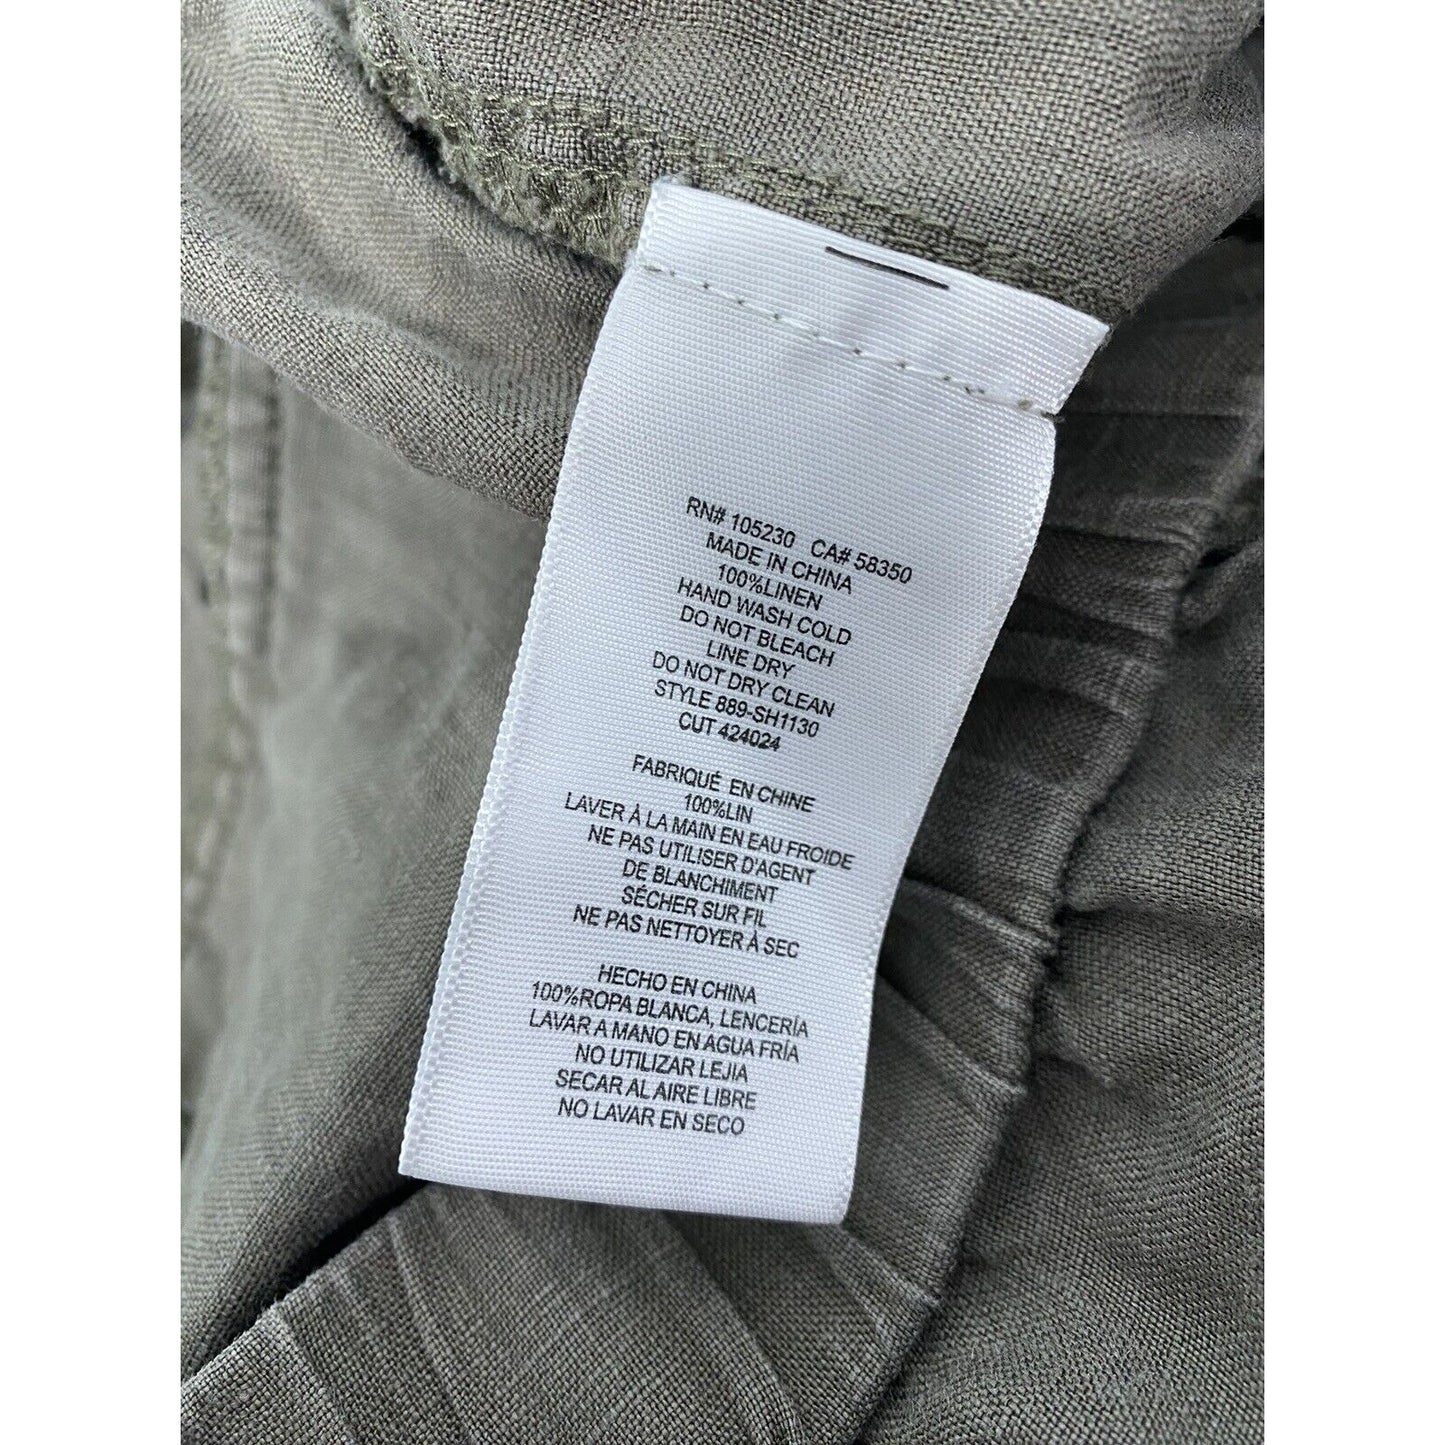 RN# 105230 CA# 58350
MADE IN CHINA
100%LINEN
HAND WASH COLD
DO NOT BLEACH
LINE DRY
DO NOT DRY CLEAN
STYLE 889-SH1130
CUT 424024
FABRIQUÉ EN CHINE
100%LIN
LAVER À LA MAIN EN EAU FROIDE
NE PAS UTILISER D'AGENT
DE BLANCHIMENT
SÉCHER SUR FIL
NE PAS NETTOYER À SEC
HECHO EN CHINA
100%ROPA BLANCA, LENCERÍA
LAVAR A MANO EN AGUA FRÍA
NO UTILIZAR LEJIA
SECAR AL AIRE LIBRE
NO LAVAR EN SECO